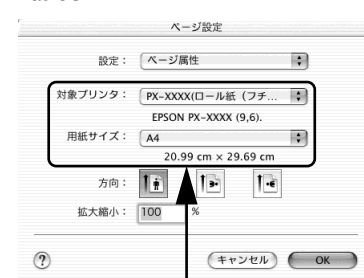 ページ設定
設定： ページ属性
対象プリンタ： PX-XXXX(ロール紙（フチ...
EPSON PX-XXXX (9,6).
用紙サイズ： A4
20.99 cm × 29.69 cm
方向：
拡大縮小： 100 %
? キャンセル OK